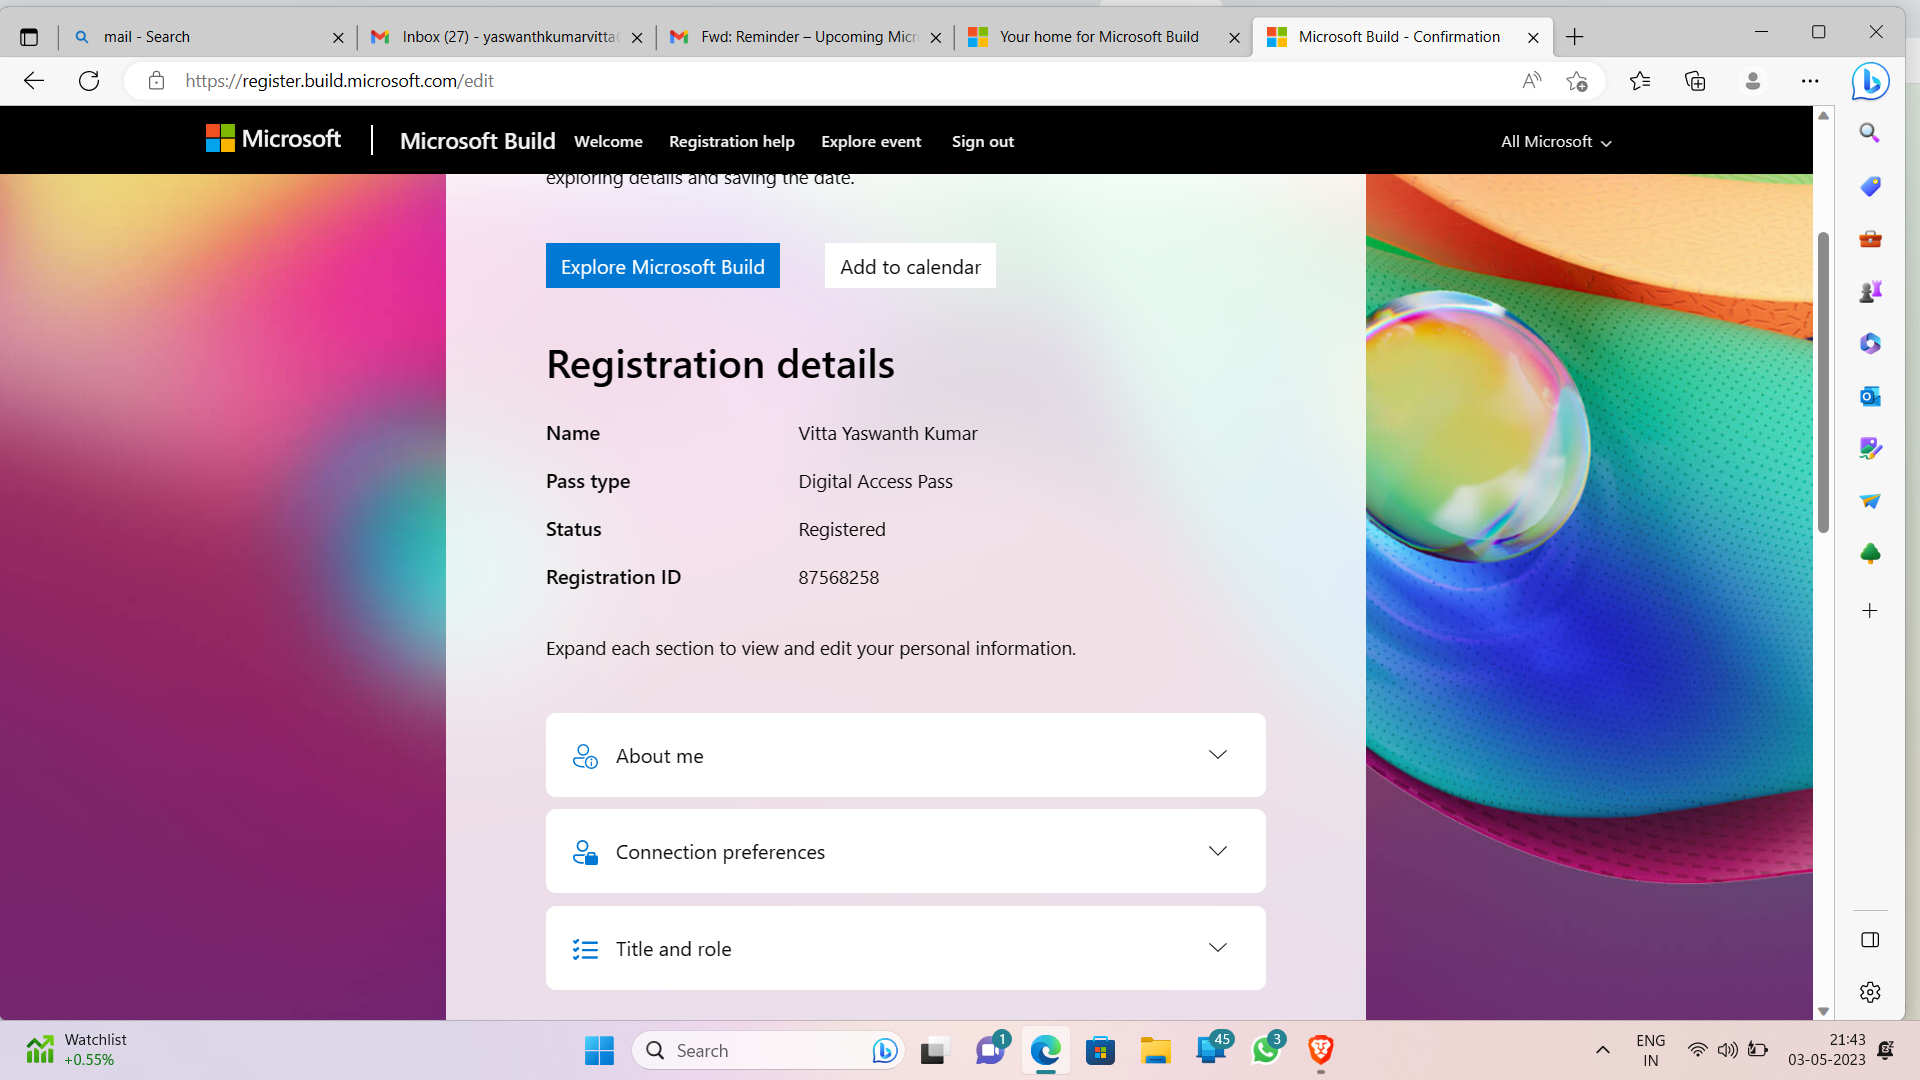 mail - Search
Inbox (27) - yaswanthkumarvitta
Fwd: Reminder – Upcoming Micr
Your home for Microsoft Build
Microsoft Build - Confirmation
https://register.build.microsoft.com/edit
Microsoft
Microsoft Build
Welcome
Registration help
Explore event
Sign out
All Microsoft
exploring details and saving the date.
Explore Microsoft Build
Add to calendar
Registration details
Name Vitta Yaswanth Kumar
Pass type Digital Access Pass
Status Registered
Registration ID 87568258
Expand each section to view and edit your personal information.
About me
Connection preferences
Title and role
Watchlist
+0.55%
Search
1
45
3
ENG
IN
21:43
03-05-2023